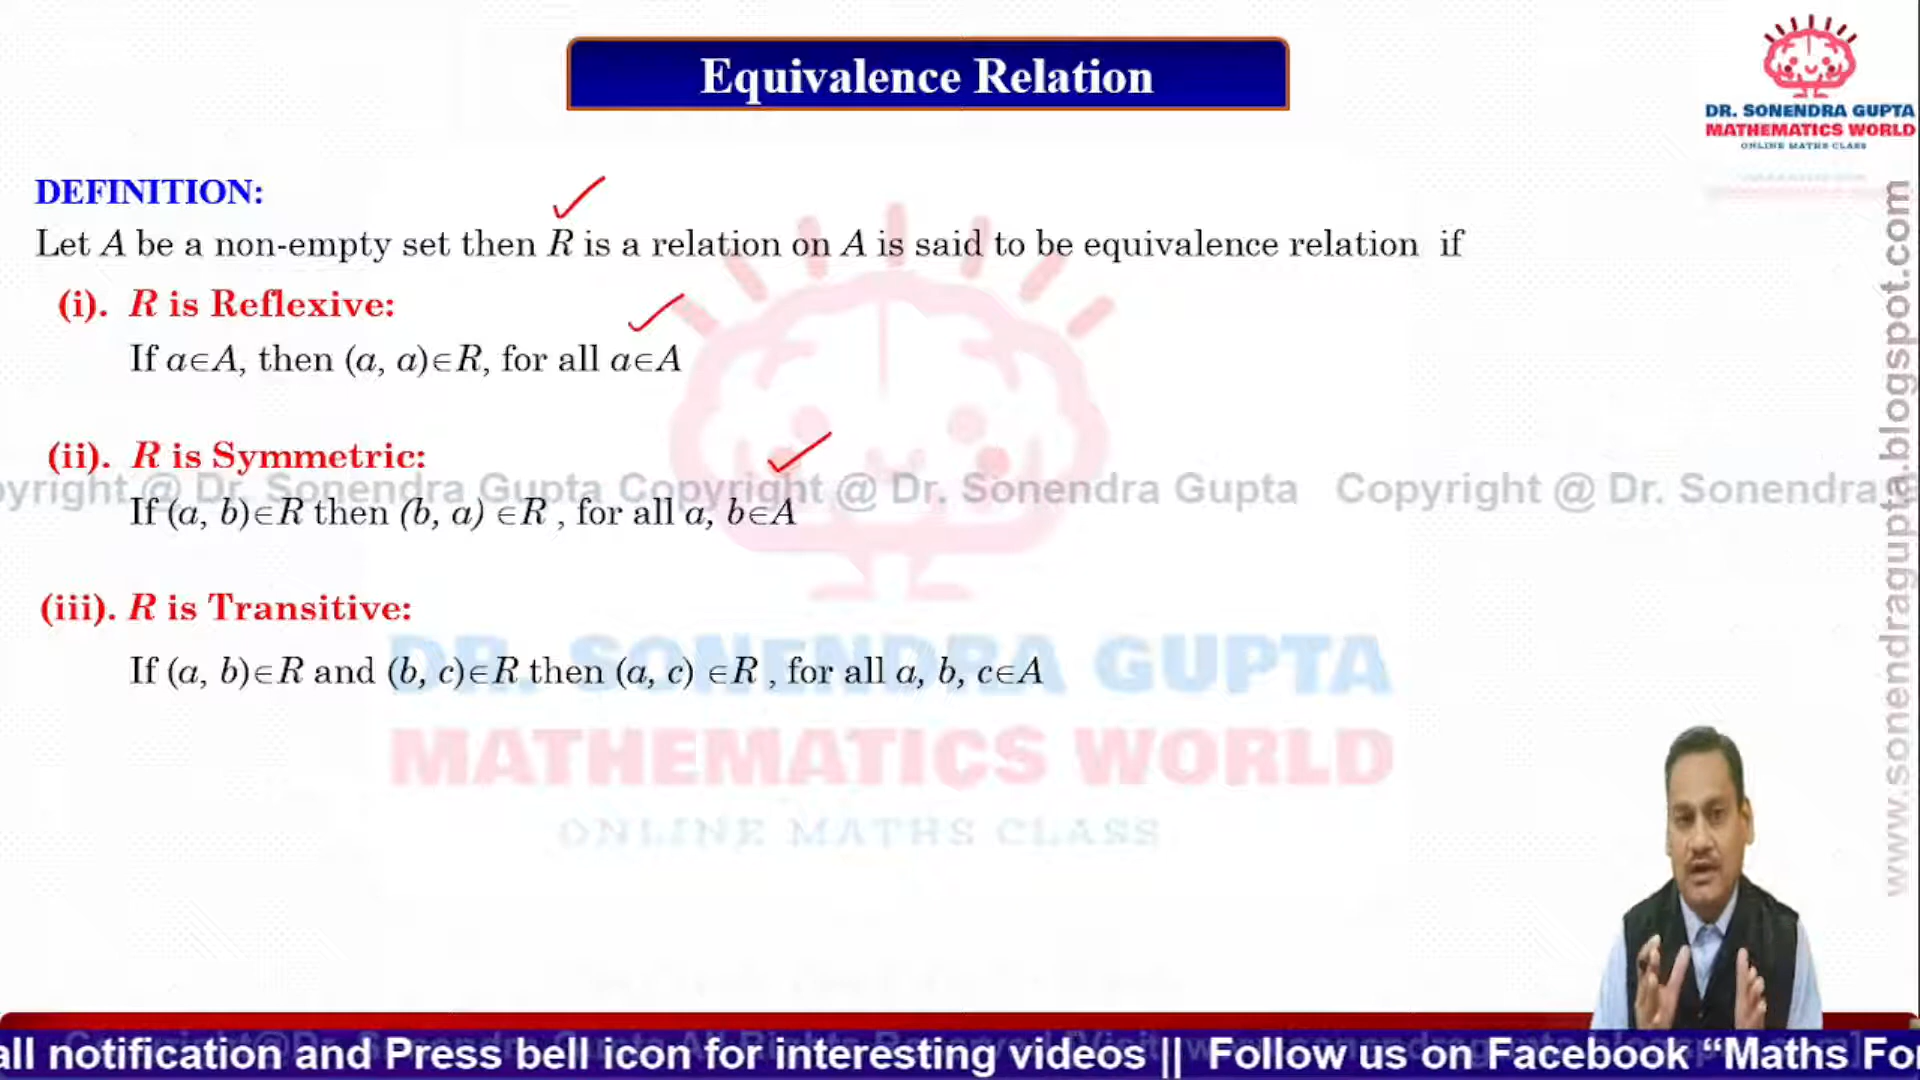 Equivalence Relation
DR. SONENDRA GUPTA
MATHEMATICS WORLD
ONLINE MATHS CLASS
DEFINITION:
Let A be a non-empty set then R is a relation on A is said to be equivalence relation if
(i). R is Reflexive:
If a∈A, then (a, a)∈R, for all a∈A
(ii). R is Symmetric:
yright @ Dr. Sonendra Gupta Copyright @ Dr. Sonendra Gupta Copyright @ Dr. Sonendra
If (a, b)∈R then (b, a) ∈R , for all a, b∈A
(iii). R is Transitive:
If (a, b)∈R and (b, c)∈R then (a, c) ∈R , for all a, b, c∈A
DR. SONENDRA GUPTA
MATHEMATICS WORLD
ONLINE MATHS CLASS
www.sonendragupta.blogspot.com
all notification and Press bell icon for interesting videos || Follow us on Facebook “Maths For